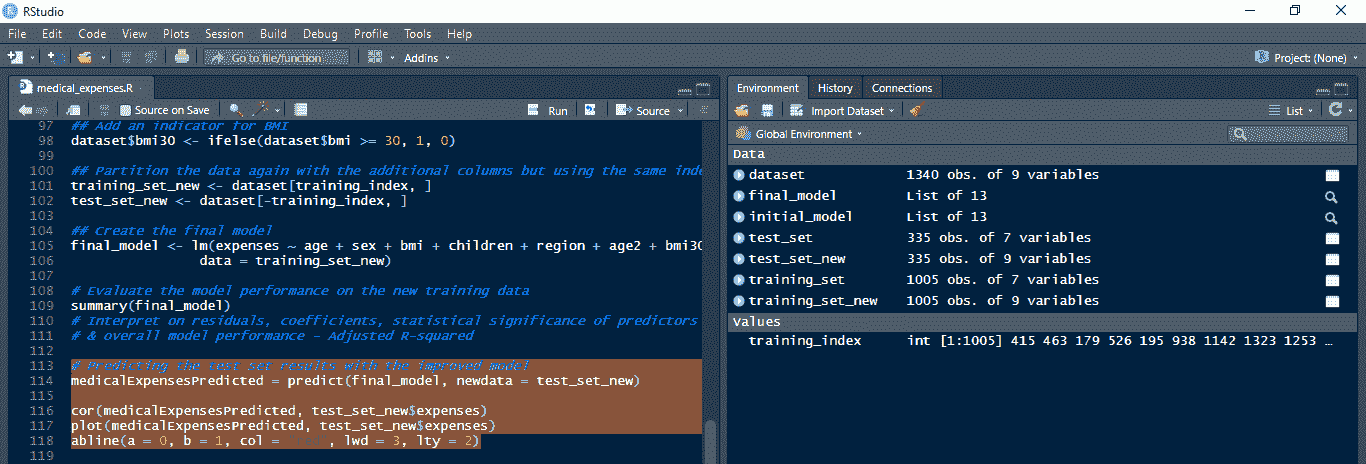 RStudio
File Edit Code View Plots Session Build Debug Profile Tools Help
Go to file/function Addins Project: (None)
medical_expenses.R
Source on Save Run Source
97 ## Add an indicator for BMI
98 dataset$bmi30 <- ifelse(dataset$bmi >= 30, 1, 0)
99
100 ## Partition the data again with the additional columns but using the same inde
101 training_set_new <- dataset[training_index, ]
102 test_set_new <- dataset[-training_index, ]
103
104 ## Create the final model
105 final_model <- lm(expenses ~ age + sex + bmi + children + region + age2 + bmi30
106 data = training_set_new)
107
108 # Evaluate the model performance on the new training data
109 summary(final_model)
110 # Interpret on residuals, coefficients, statistical significance of predictors
111 # & overall model performance - Adjusted R-squared
112
113 # Predicting the test set results with the improved model
114 medicalExpensesPredicted = predict(final_model, newdata = test_set_new)
115
116 cor(medicalExpensesPredicted, test_set_new$expenses)
117 plot(medicalExpensesPredicted, test_set_new$expenses)
118 abline(a = 0, b = 1, col = , lwd = 3, lty = 2)
119
Environment History Connections
Import Dataset List
Global Environment
Data
dataset 1340 obs. of 9 variables
final_model List of 13
initial_model List of 13
test_set 335 obs. of 7 variables
test_set_new 335 obs. of 9 variables
training_set 1005 obs. of 7 variables
training_set_new 1005 obs. of 9 variables
Values
training_index int [1:1005] 415 463 179 526 195 938 1142 1323 1253 …